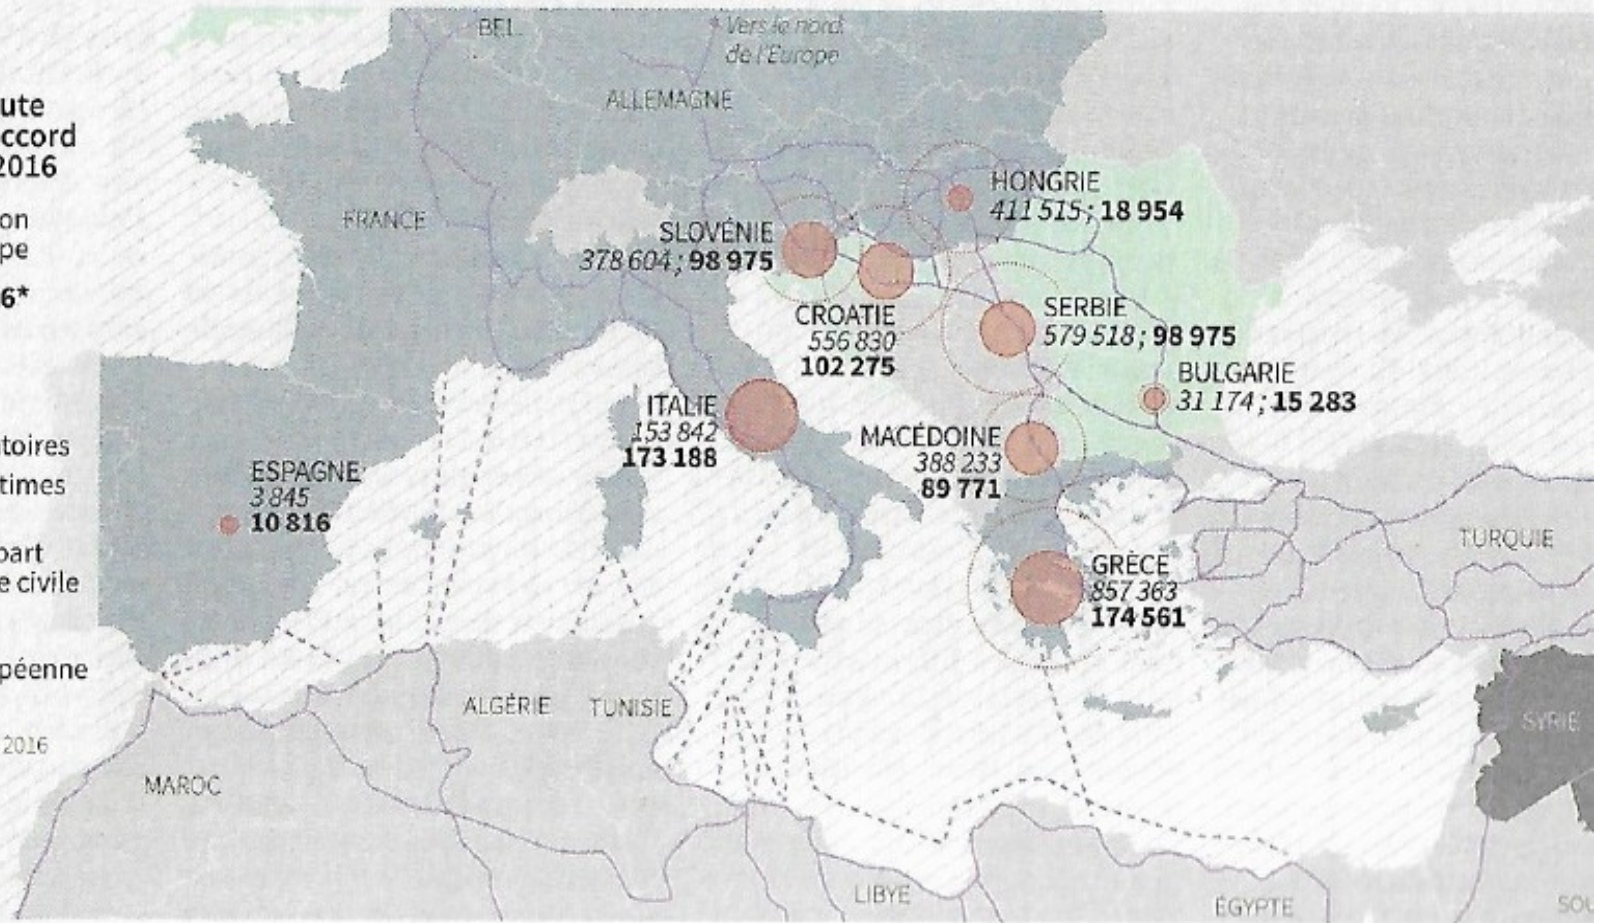 ute
ccord
2016
on
pe
6*
toires
times
part
e civile
péenne
2016
BEL.
Vers le nord
de l'Europe
ALLEMAGNE
FRANCE
HONGRIE
411 515 ; 18 954
SLOVÉNIE
378 604 ; 98 975
CROATIE
556 830
102 275
SERBIE
579 518 ; 98 975
BULGARIE
31 174 ; 15 283
ITALIE
153 842
173 188
MACÉDOINE
388 233
89 771
ESPAGNE
3 845
10 816
GRÈCE
857 363
174 561
TURQUIE
SYRIE
ALGÉRIE
TUNISIE
MAROC
LIBYE
ÉGYPTE
SOU